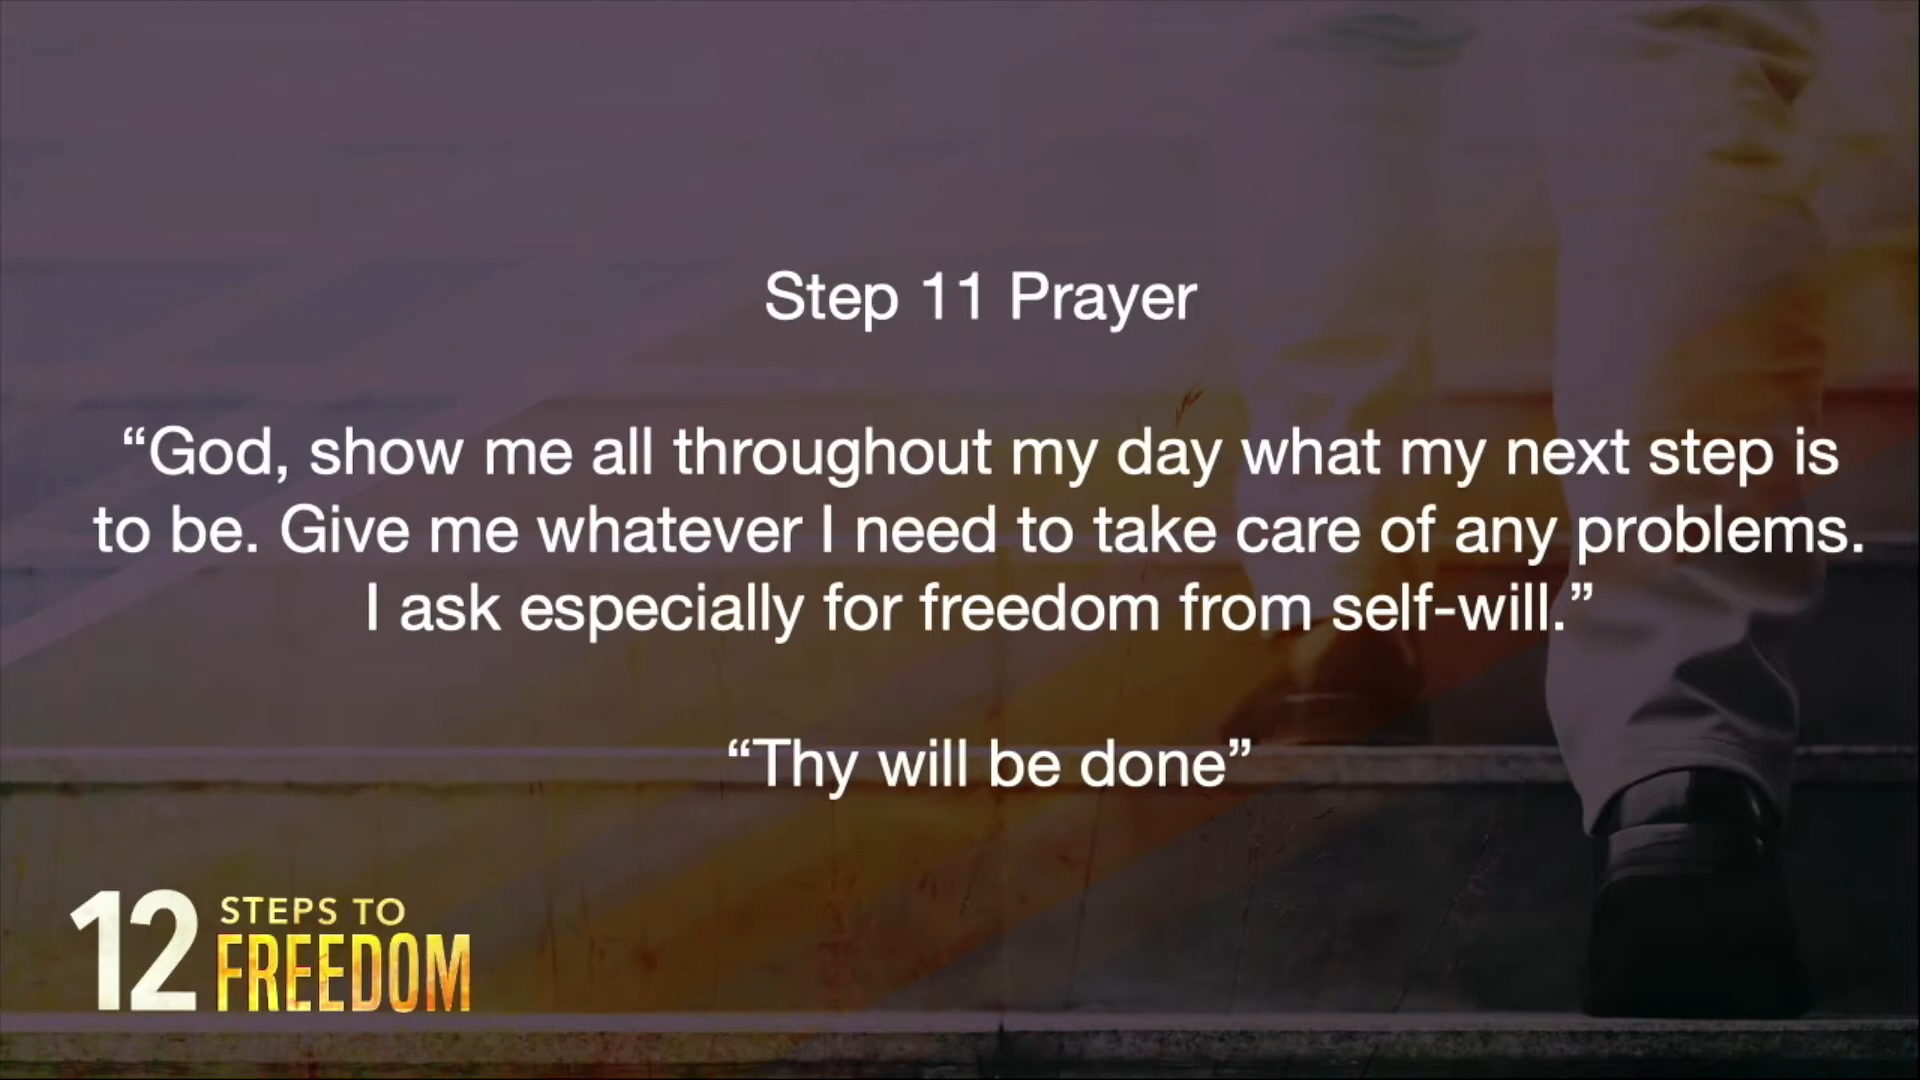 Step 11 Prayer
“God, show me all throughout my day what my next step is
to be. Give me whatever I need to take care of any problems.
I ask especially for freedom from self-will.”
“Thy will be done”
12 STEPS TO
FREEDOM